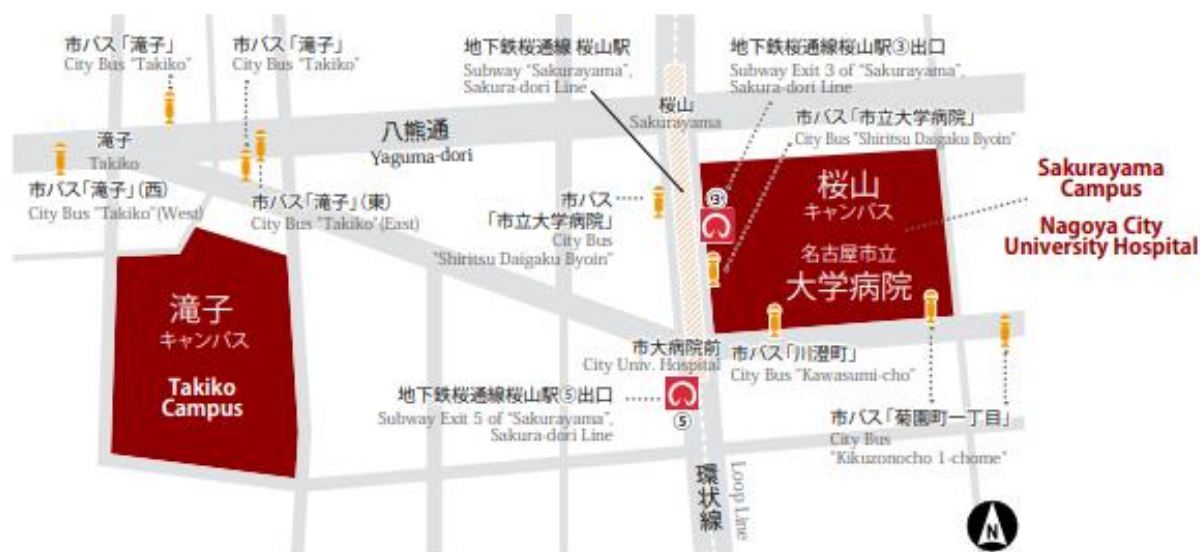 市バス「滝子」
City Bus "Takiko"
市バス「滝子」
City Bus "Takiko"
地下鉄桜通線 桜山駅
Subway "Sakurayama",
Sakura-dori Line
地下鉄桜通線桜山駅③出口
Subway Exit 3 of "Sakurayama",
Sakura-dori Line
桜山
Sakurayama
市バス「市立大学病院」
City Bus "Shiritsu Daigaku Byoin"
八熊通
Yaguma-dori
滝子
Takiko
市バス「滝子」(西)
City Bus "Takiko"(West)
市バス「滝子」(東)
City Bus "Takiko"(East)
市バス
「市立大学病院」
City Bus
"Shiritsu Daigaku Byoin"
③
桜山
キャンパス
名古屋市立
大学病院
Sakurayama
Campus
Nagoya City
University Hospital
滝子
キャンパス
Takiko
Campus
市大病院前
City Univ. Hospital
市バス「川澄町」
City Bus "Kawasumi-cho"
地下鉄桜通線桜山駅⑤出口
Subway Exit 5 of "Sakurayama",
Sakura-dori Line
⑤
市バス「菊園町一丁目」
City Bus
"Kikuzonocho 1-chome"
環状線
Loop Line
N